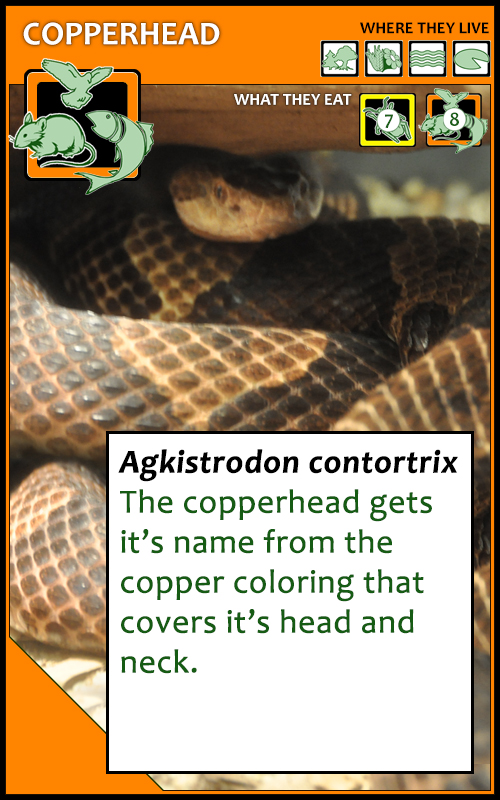 COPPERHEAD
WHERE THEY LIVE
WHAT THEY EAT
7
8
Agkistrodon contortrix
The copperhead gets
it’s name from the
copper coloring that
covers it’s head and
neck.